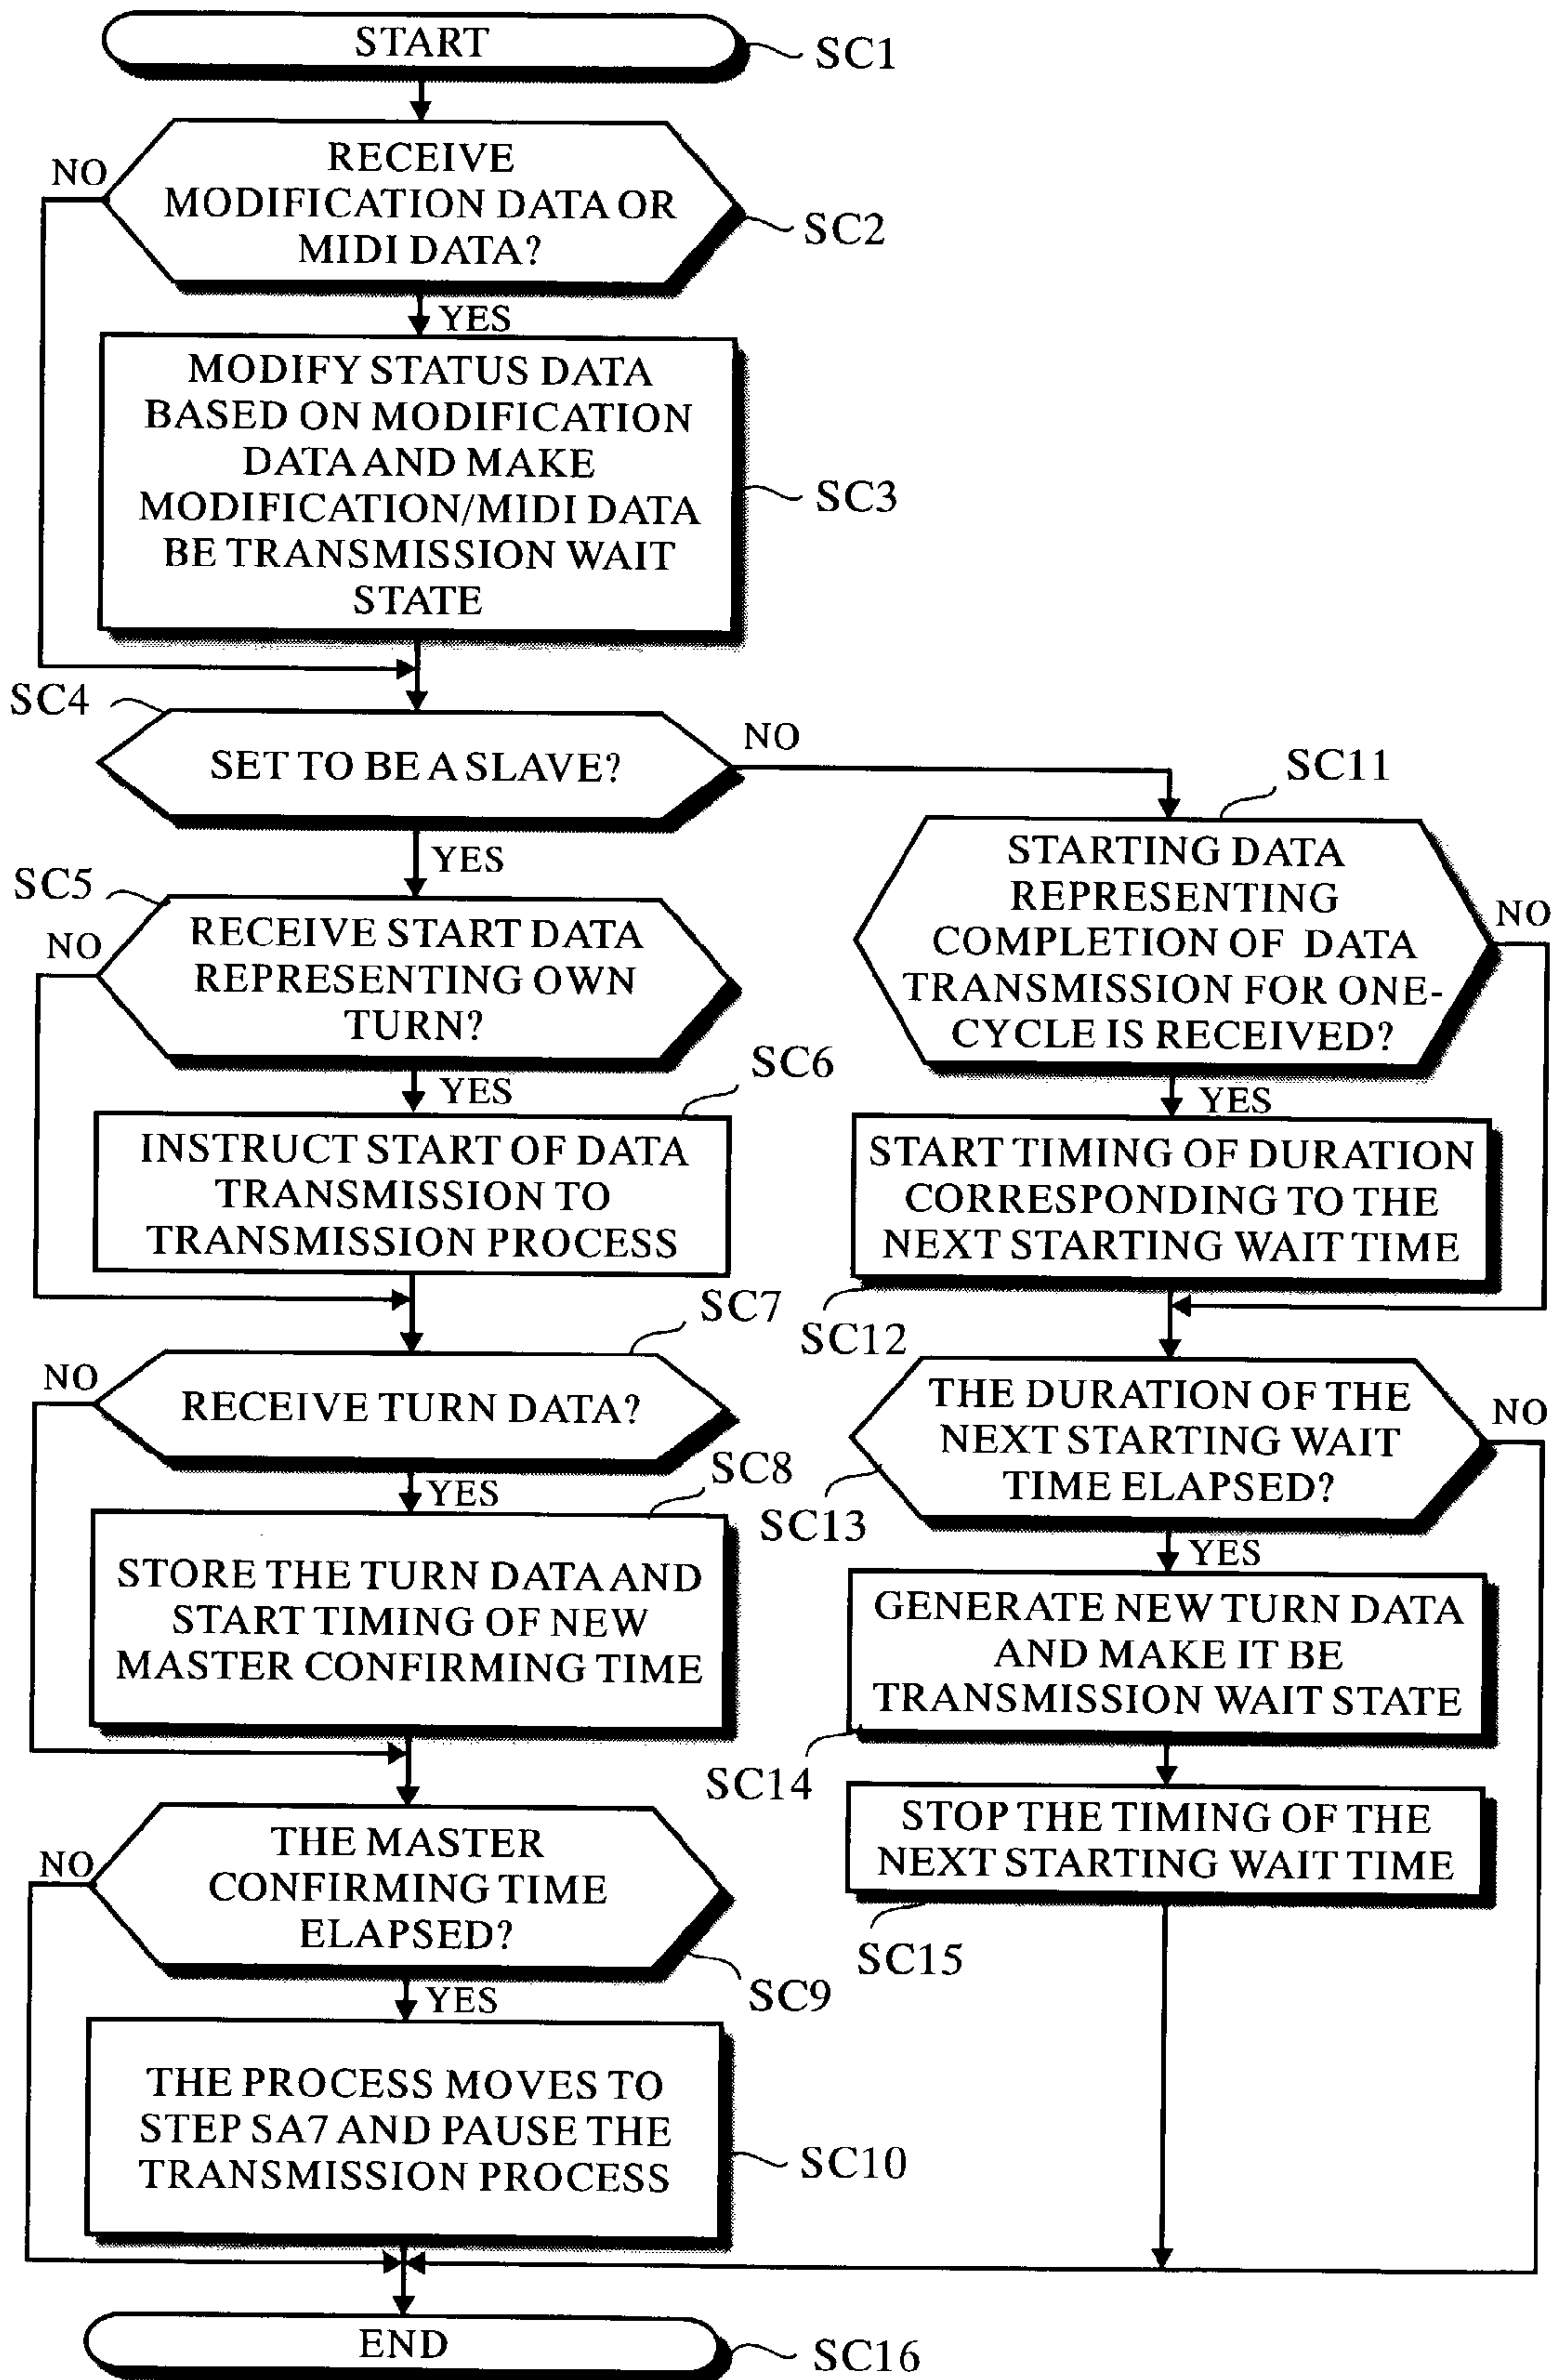 START
SC1
RECEIVE
MODIFICATION DATA OR
MIDI DATA?
NO
SC2
YES
MODIFY STATUS DATA
BASED ON MODIFICATION
DATA AND MAKE
MODIFICATION/MIDI DATA
BE TRANSMISSION WAIT
STATE
SC3
SC4
SET TO BE A SLAVE?
NO
YES
SC5
RECEIVE START DATA
REPRESENTING OWN
TURN?
NO
YES
SC6
INSTRUCT START OF DATA
TRANSMISSION TO
TRANSMISSION PROCESS
SC7
NO
RECEIVE TURN DATA?
YES
SC8
STORE THE TURN DATA AND
START TIMING OF NEW
MASTER CONFIRMING TIME
NO
THE MASTER
CONFIRMING TIME
ELAPSED?
SC9
YES
THE PROCESS MOVES TO
STEP SA7 AND PAUSE THE
TRANSMISSION PROCESS
SC10
SC11
STARTING DATA
REPRESENTING
COMPLETION OF DATA
TRANSMISSION FOR ONE-
CYCLE IS RECEIVED?
NO
YES
START TIMING OF DURATION
CORRESPONDING TO THE
NEXT STARTING WAIT TIME
SC12
THE DURATION OF THE
NEXT STARTING WAIT
TIME ELAPSED?
NO
SC13
YES
GENERATE NEW TURN DATA
AND MAKE IT BE
TRANSMISSION WAIT STATE
SC14
STOP THE TIMING OF THE
NEXT STARTING WAIT TIME
SC15
END
SC16